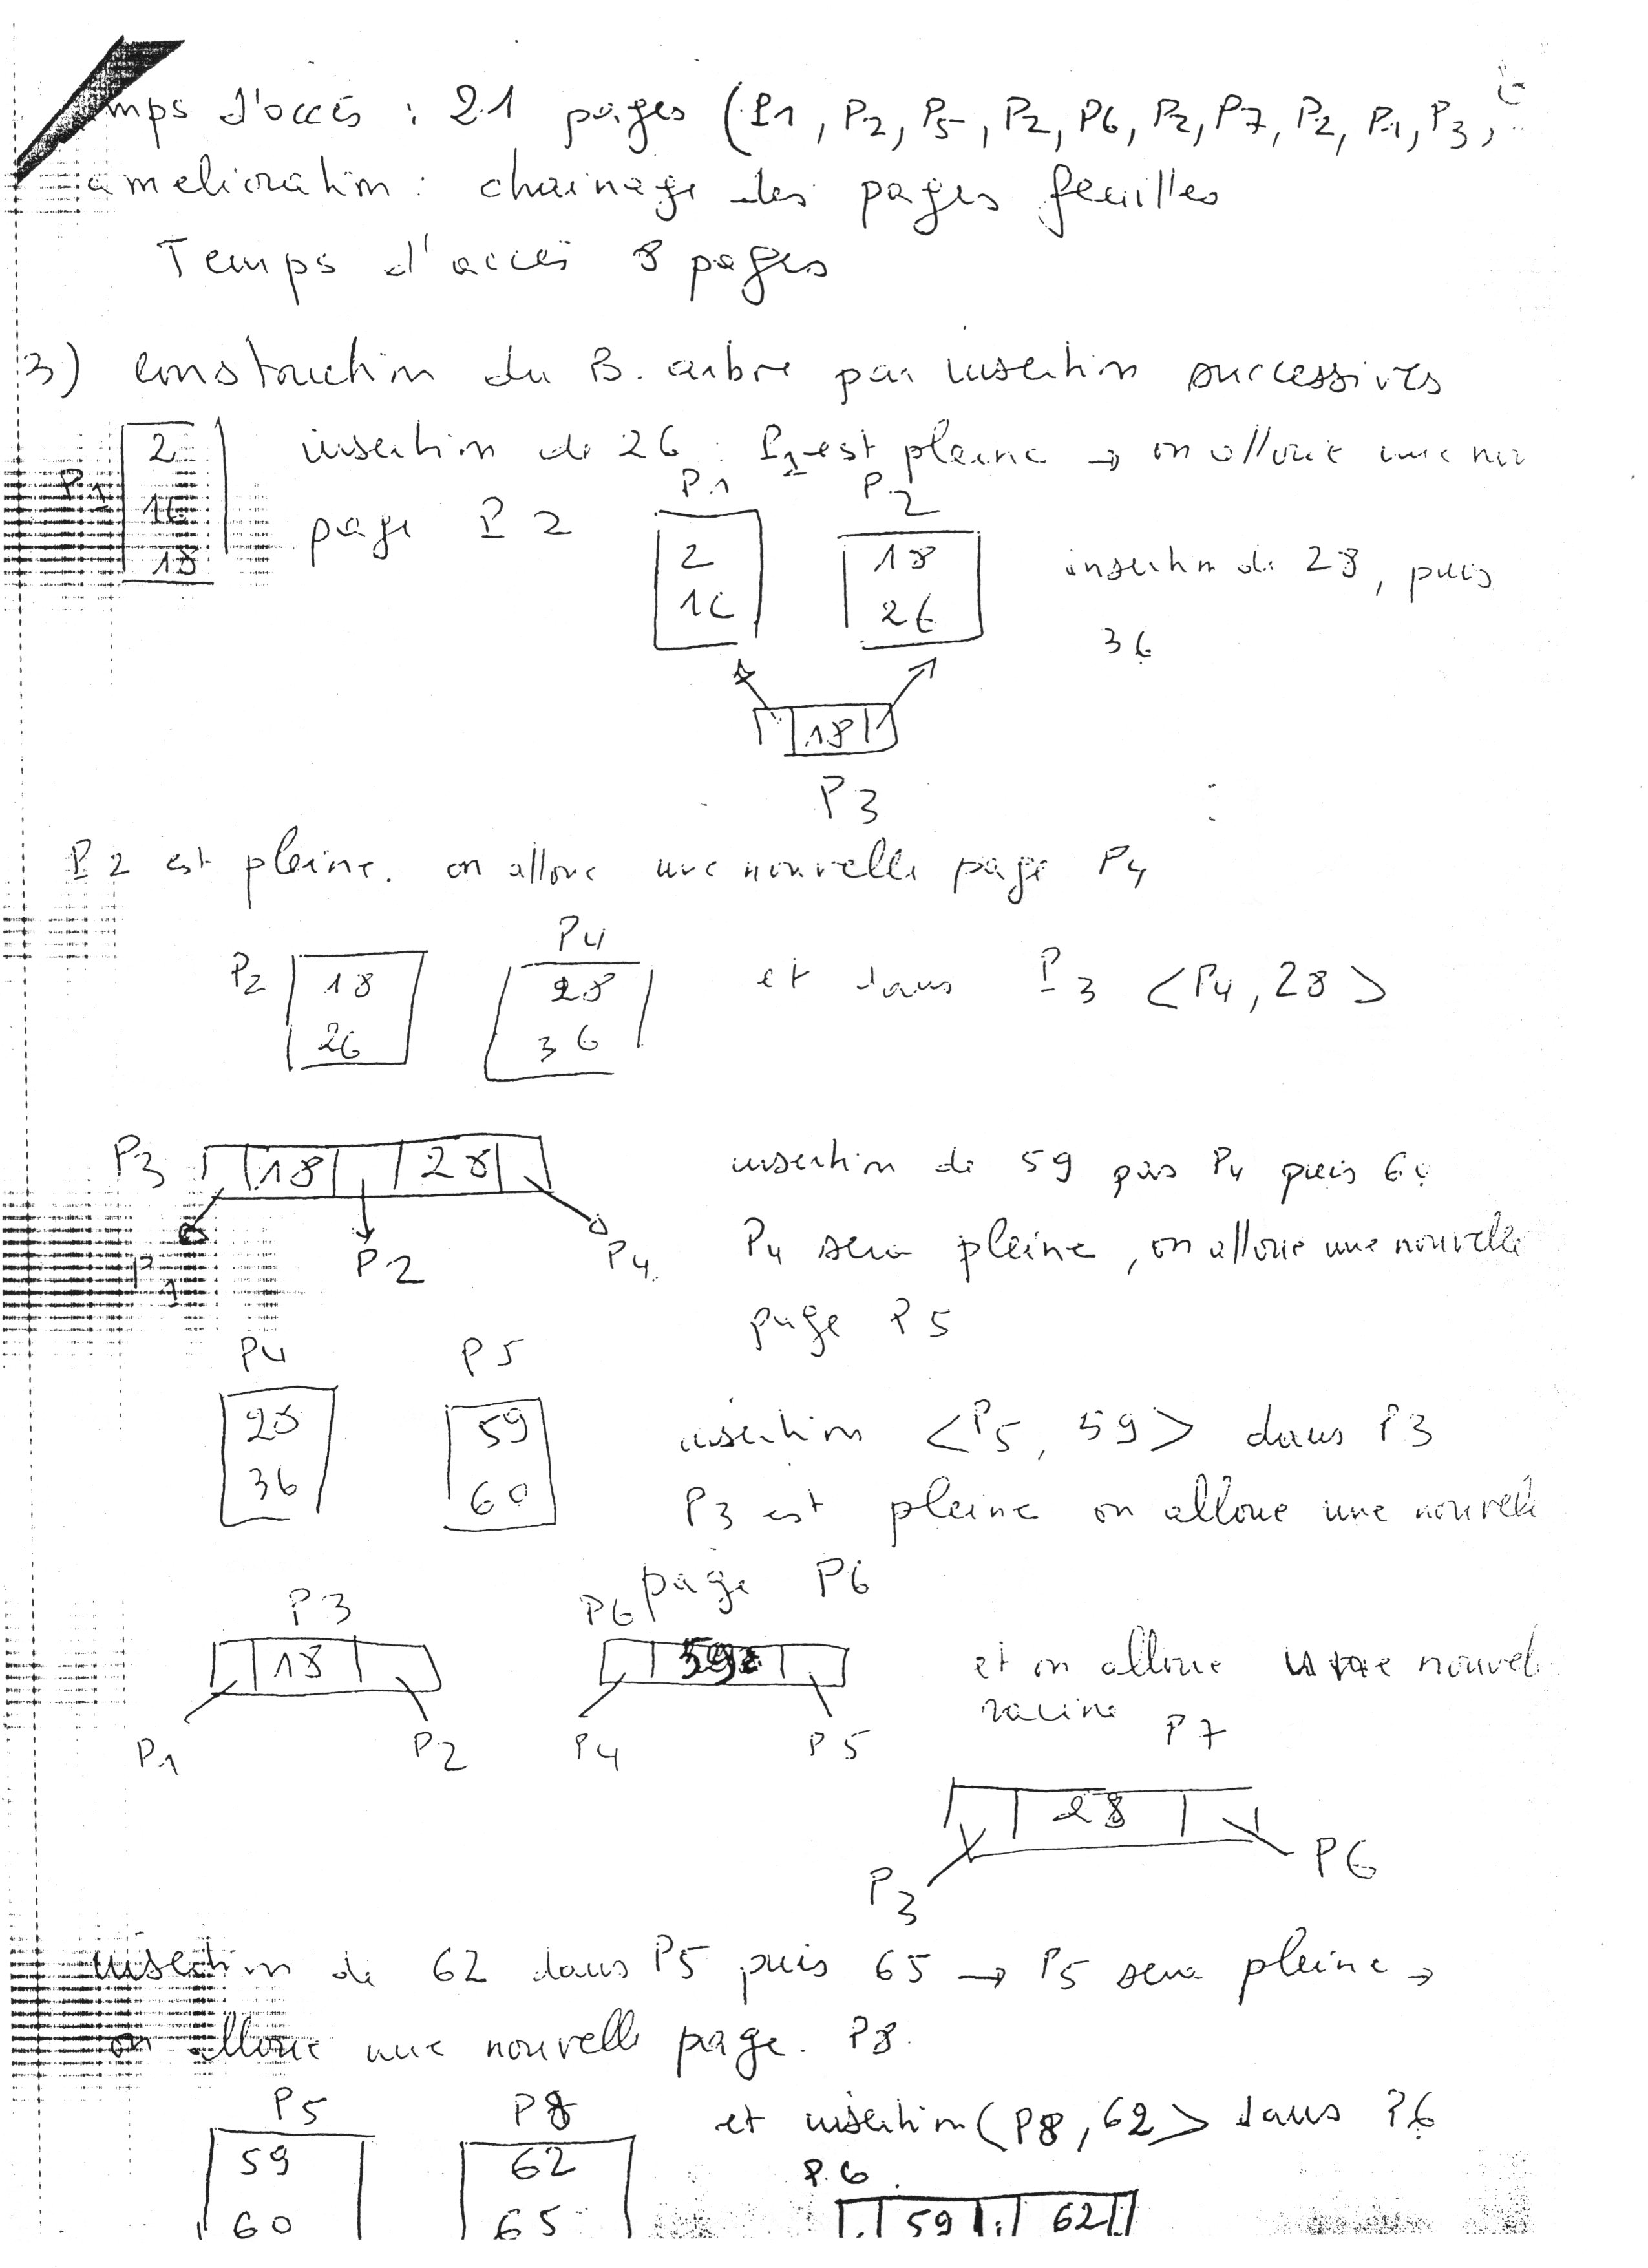 mps d'accés : 21 pages (P1, P2, P5, P2, P6, P2, P7, P2, P1, P3,
amelioration : chainage des pages feuilles
Temps d'accés 8 pages
3) construction du B. arbre par insertion successives
P1
2
16
18
insertion de 26 : P1 est pleine → on alloue une nou
page P2
P1
2
16
P2
18
26
insertion de 28, puis
36
18
P3
P2 est pleine. on alloue une nouvelle page P4
P2
18
26
P4
28
36
et dans P3 <P4, 28>
P3 18 28
P1 P2 P4
insertion de 59 P4 puis 60
P4 sera pleine, on alloue une nouvelle
page P5
P4
28
36
P5
59
60
insertion <P5, 59> dans P3
P3 est pleine on alloue une nouvell
page P6
P3
18
P1 P2
P6
59
P4 P5
et on alloue une nouvel
racine P7
28
P3 P6
insertion de 62 dans P5 puis 65 → P5 sera pleine →
on alloue une nouvelle page. P8.
P5
59
60
P8
62
65
et insertion (P8, 62> dans P6
P.6
59 62